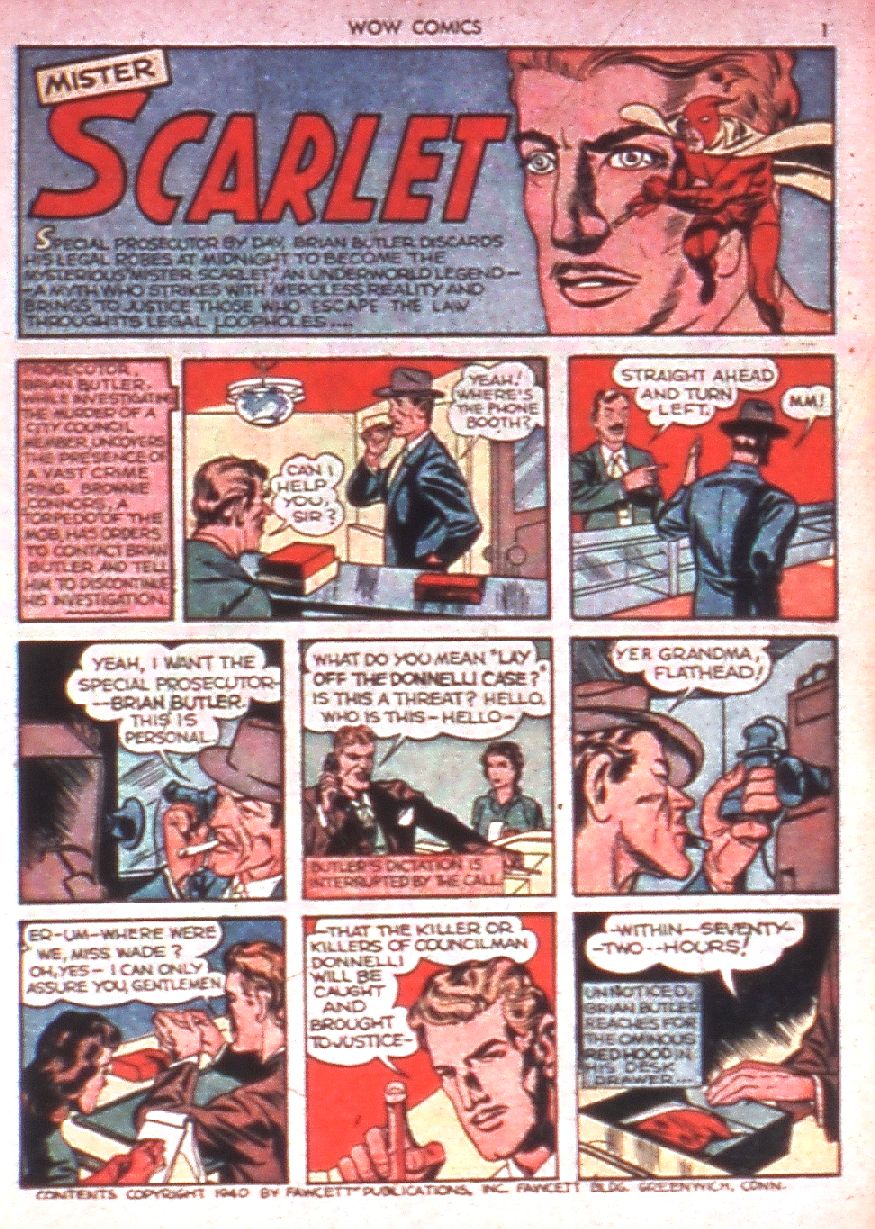 WOW COMICS
1
MISTER
SCARLET
SPECIAL PROSECUTOR BY DAY, BRIAN BUTLER DISCARDS
HIS LEGAL ROBES AT MIDNIGHT TO BECOME THE
MYSTERIOUS "MISTER SCARLET," AN UNDERWORLD LEGEND—
—A MYTH WHO STRIKES WITH MERCILESS REALITY AND
BRINGS TO JUSTICE THOSE WHO ESCAPE THE LAW
THROUGH ITS LEGAL LOOPHOLES....
PROSECUTOR,
BRIAN BUTLER,
WHILE INVESTIGATING
THE MURDER OF A
CITY COUNCIL
MEMBER, UNCOVERS
THE PRESENCE OF
A VAST CRIME
RING. BROWNIE
CONNORS, A
TORPEDO OF THE
MOB, HAS ORDERS
TO CONTACT BRIAN
BUTLER AND TELL
HIM TO DISCONTINUE
HIS INVESTIGATION.
CAN I
HELP
YOU,
SIR?
YEAH!
WHERE'S
THE PHONE
BOOTH?
STRAIGHT AHEAD
AND TURN
LEFT.
MM!
YEAH, I WANT THE
SPECIAL PROSECUTOR—
—BRIAN BUTLER.
THIS IS
PERSONAL
WHAT DO YOU MEAN "LAY
OFF THE DONNELLI CASE?"
IS THIS A THREAT? HELLO,
WHO IS THIS—HELLO—
BUTLER'S DICTATION IS
INTERRUPTED BY THE CALL.
YER GRANDMA,
FLATHEAD!
ER-UM-WHERE WERE
WE, MISS WADE?
OH, YES— I CAN ONLY
ASSURE YOU, GENTLEMEN,
—THAT THE KILLER OR
KILLERS OF COUNCILMAN
DONNELLI
WILL BE
CAUGHT
AND
BROUGHT
TO JUSTICE—
—WITHIN—SEVENTY—
—TWO--HOURS!
UNNOTICED,
BRIAN BUTLER
REACHES FOR
THE OMINOUS
RED HOOD IN
HIS DESK
DRAWER—
CONTENTS COPYRIGHT 1940 BY FAWCETT PUBLICATIONS, INC. FAWCETT BLDG. GREENWICH, CONN.